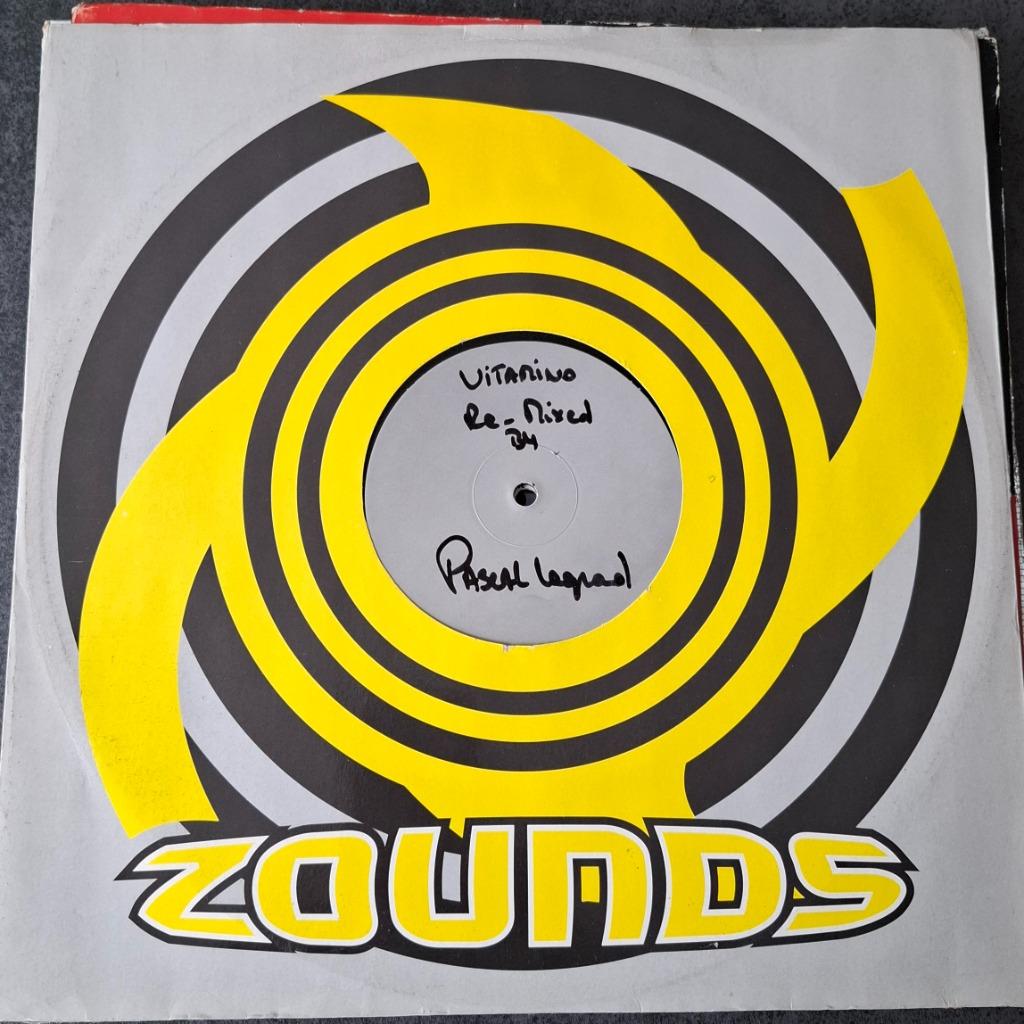 VITAMINO
Re-Mixed
By
PASCAL Legrand
ZOUNDS